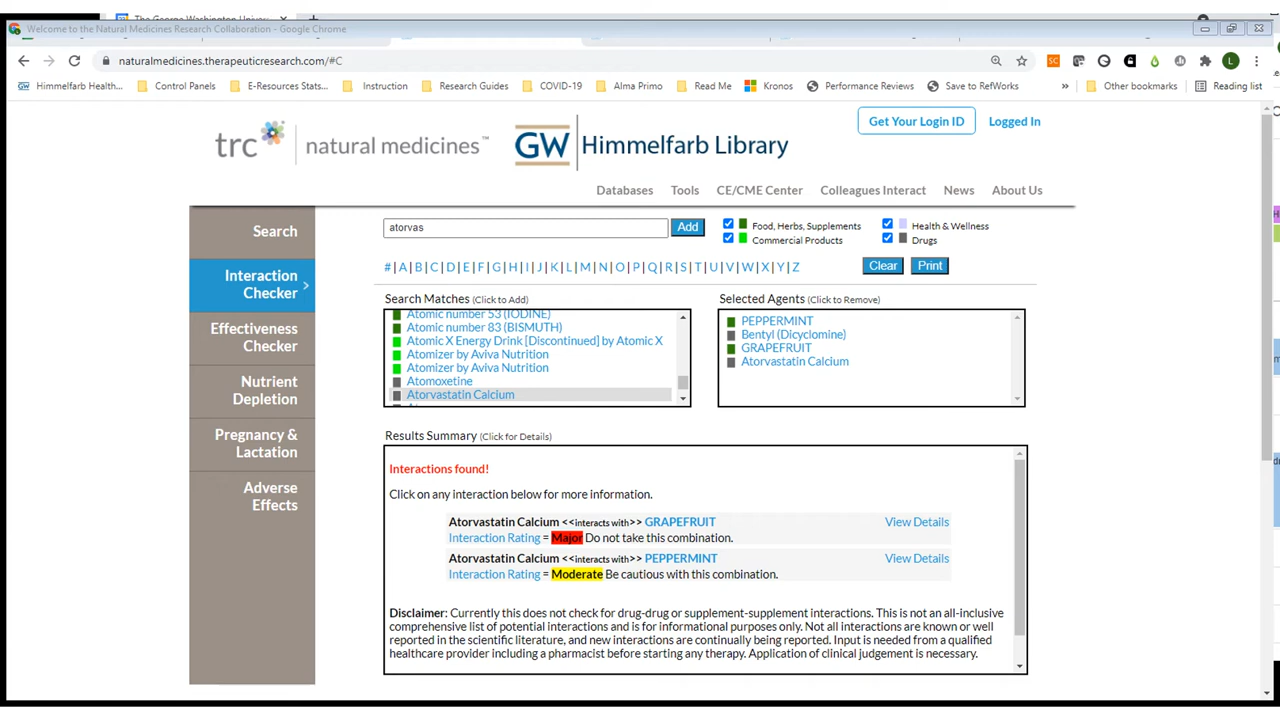 The George Washington Univer
Welcome to the Natural Medicines Research Collaboration - Google Chrome
naturalmedicines.therapeuticresearch.com/#C
SC
L
GW Himmelfarb Health... Control Panels E-Resources Stats... Instruction Research Guides COVID-19 Alma Primo Read Me Kronos Performance Reviews Save to RefWorks » Other bookmarks Reading list
Get Your Login ID Logged In
trc natural medicines™ GW Himmelfarb Library
Databases Tools CE/CME Center Colleagues Interact News About Us
Search
Interaction Checker
Effectiveness Checker
Nutrient Depletion
Pregnancy & Lactation
Adverse Effects
atorvas Add
Food, Herbs, Supplements Health & Wellness
Commercial Products Drugs
# | A | B | C | D | E | F | G | H | I | J | K | L | M | N | O | P | Q | R | S | T | U | V | W | X | Y | Z Clear Print
Search Matches (Click to Add)
Atomic number 53 (IODINE)
Atomic number 83 (BISMUTH)
Atomic X Energy Drink [Discontinued] by Atomic X
Atomizer by Aviva Nutrition
Atomizer by Aviva Nutrition
Atomoxetine
Atorvastatin Calcium
Selected Agents (Click to Remove)
PEPPERMINT
Bentyl (Dicyclomine)
GRAPEFRUIT
Atorvastatin Calcium
Results Summary (Click for Details)
Interactions found!
Click on any interaction below for more information.
Atorvastatin Calcium <<interacts with>> GRAPEFRUIT View Details
Interaction Rating = Major Do not take this combination.
Atorvastatin Calcium <<interacts with>> PEPPERMINT View Details
Interaction Rating = Moderate Be cautious with this combination.
Disclaimer: Currently this does not check for drug-drug or supplement-supplement interactions. This is not an all-inclusive
comprehensive list of potential interactions and is for informational purposes only. Not all interactions are known or well
reported in the scientific literature, and new interactions are continually being reported. Input is needed from a qualified
healthcare provider including a pharmacist before starting any therapy. Application of clinical judgement is necessary.